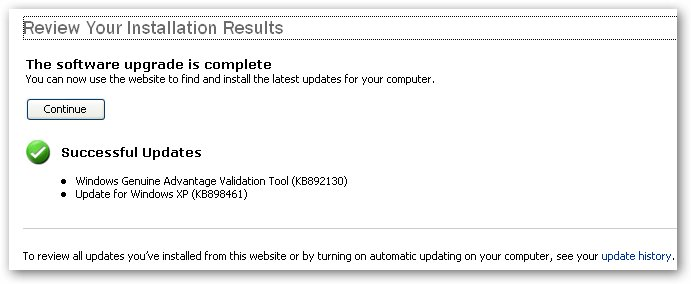 Review Your Installation Results
The software upgrade is complete
You can now use the website to find and install the latest updates for your computer.
Continue
Successful Updates
• Windows Genuine Advantage Validation Tool (KB892130)
• Update for Windows XP (KB898461)
To review all updates you've installed from this website or by turning on automatic updating on your computer, see your update history.